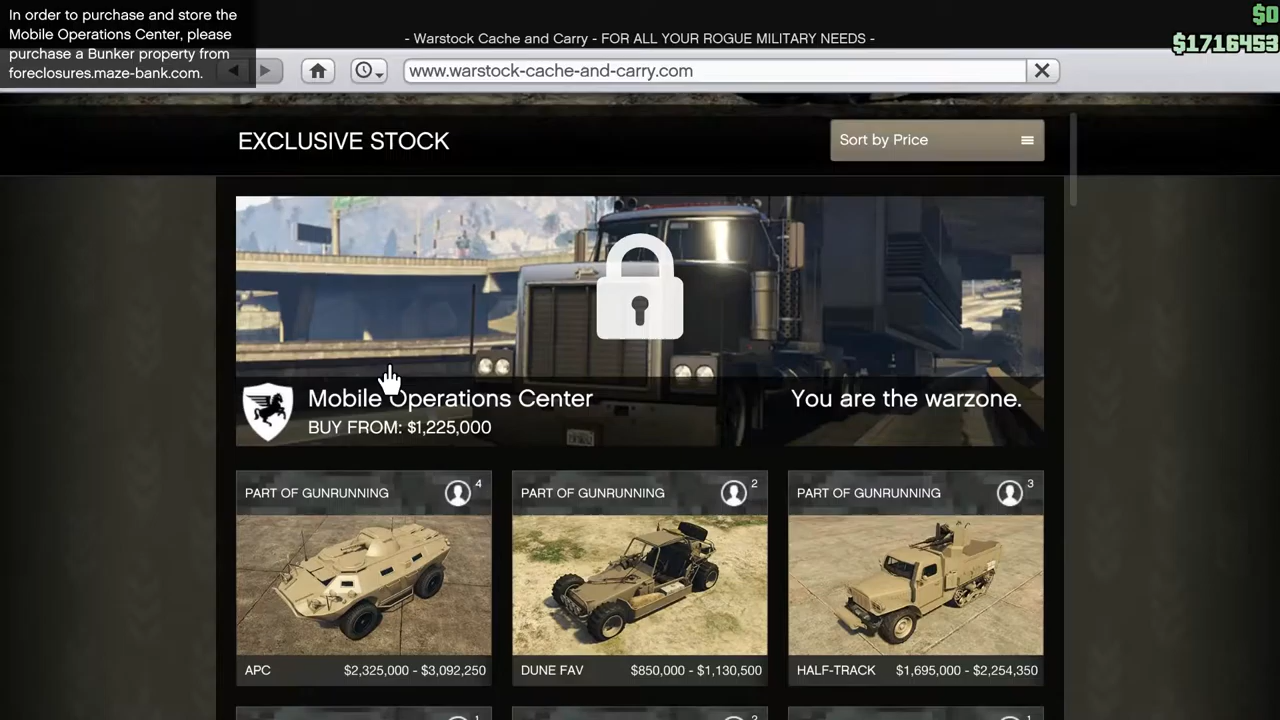 In order to purchase and store the
Mobile Operations Center, please
purchase a Bunker property from
foreclosures.maze-bank.com.
$0
$1716453
- Warstock Cache and Carry - FOR ALL YOUR ROGUE MILITARY NEEDS -
www.warstock-cache-and-carry.com
EXCLUSIVE STOCK
Sort by Price
Mobile Operations Center
You are the warzone.
BUY FROM: $1,225,000
PART OF GUNRUNNING 4
PART OF GUNRUNNING 2
PART OF GUNRUNNING 3
APC $2,325,000 - $3,092,250
DUNE FAV $850,000 - $1,130,500
HALF-TRACK $1,695,000 - $2,254,350
1
2
1